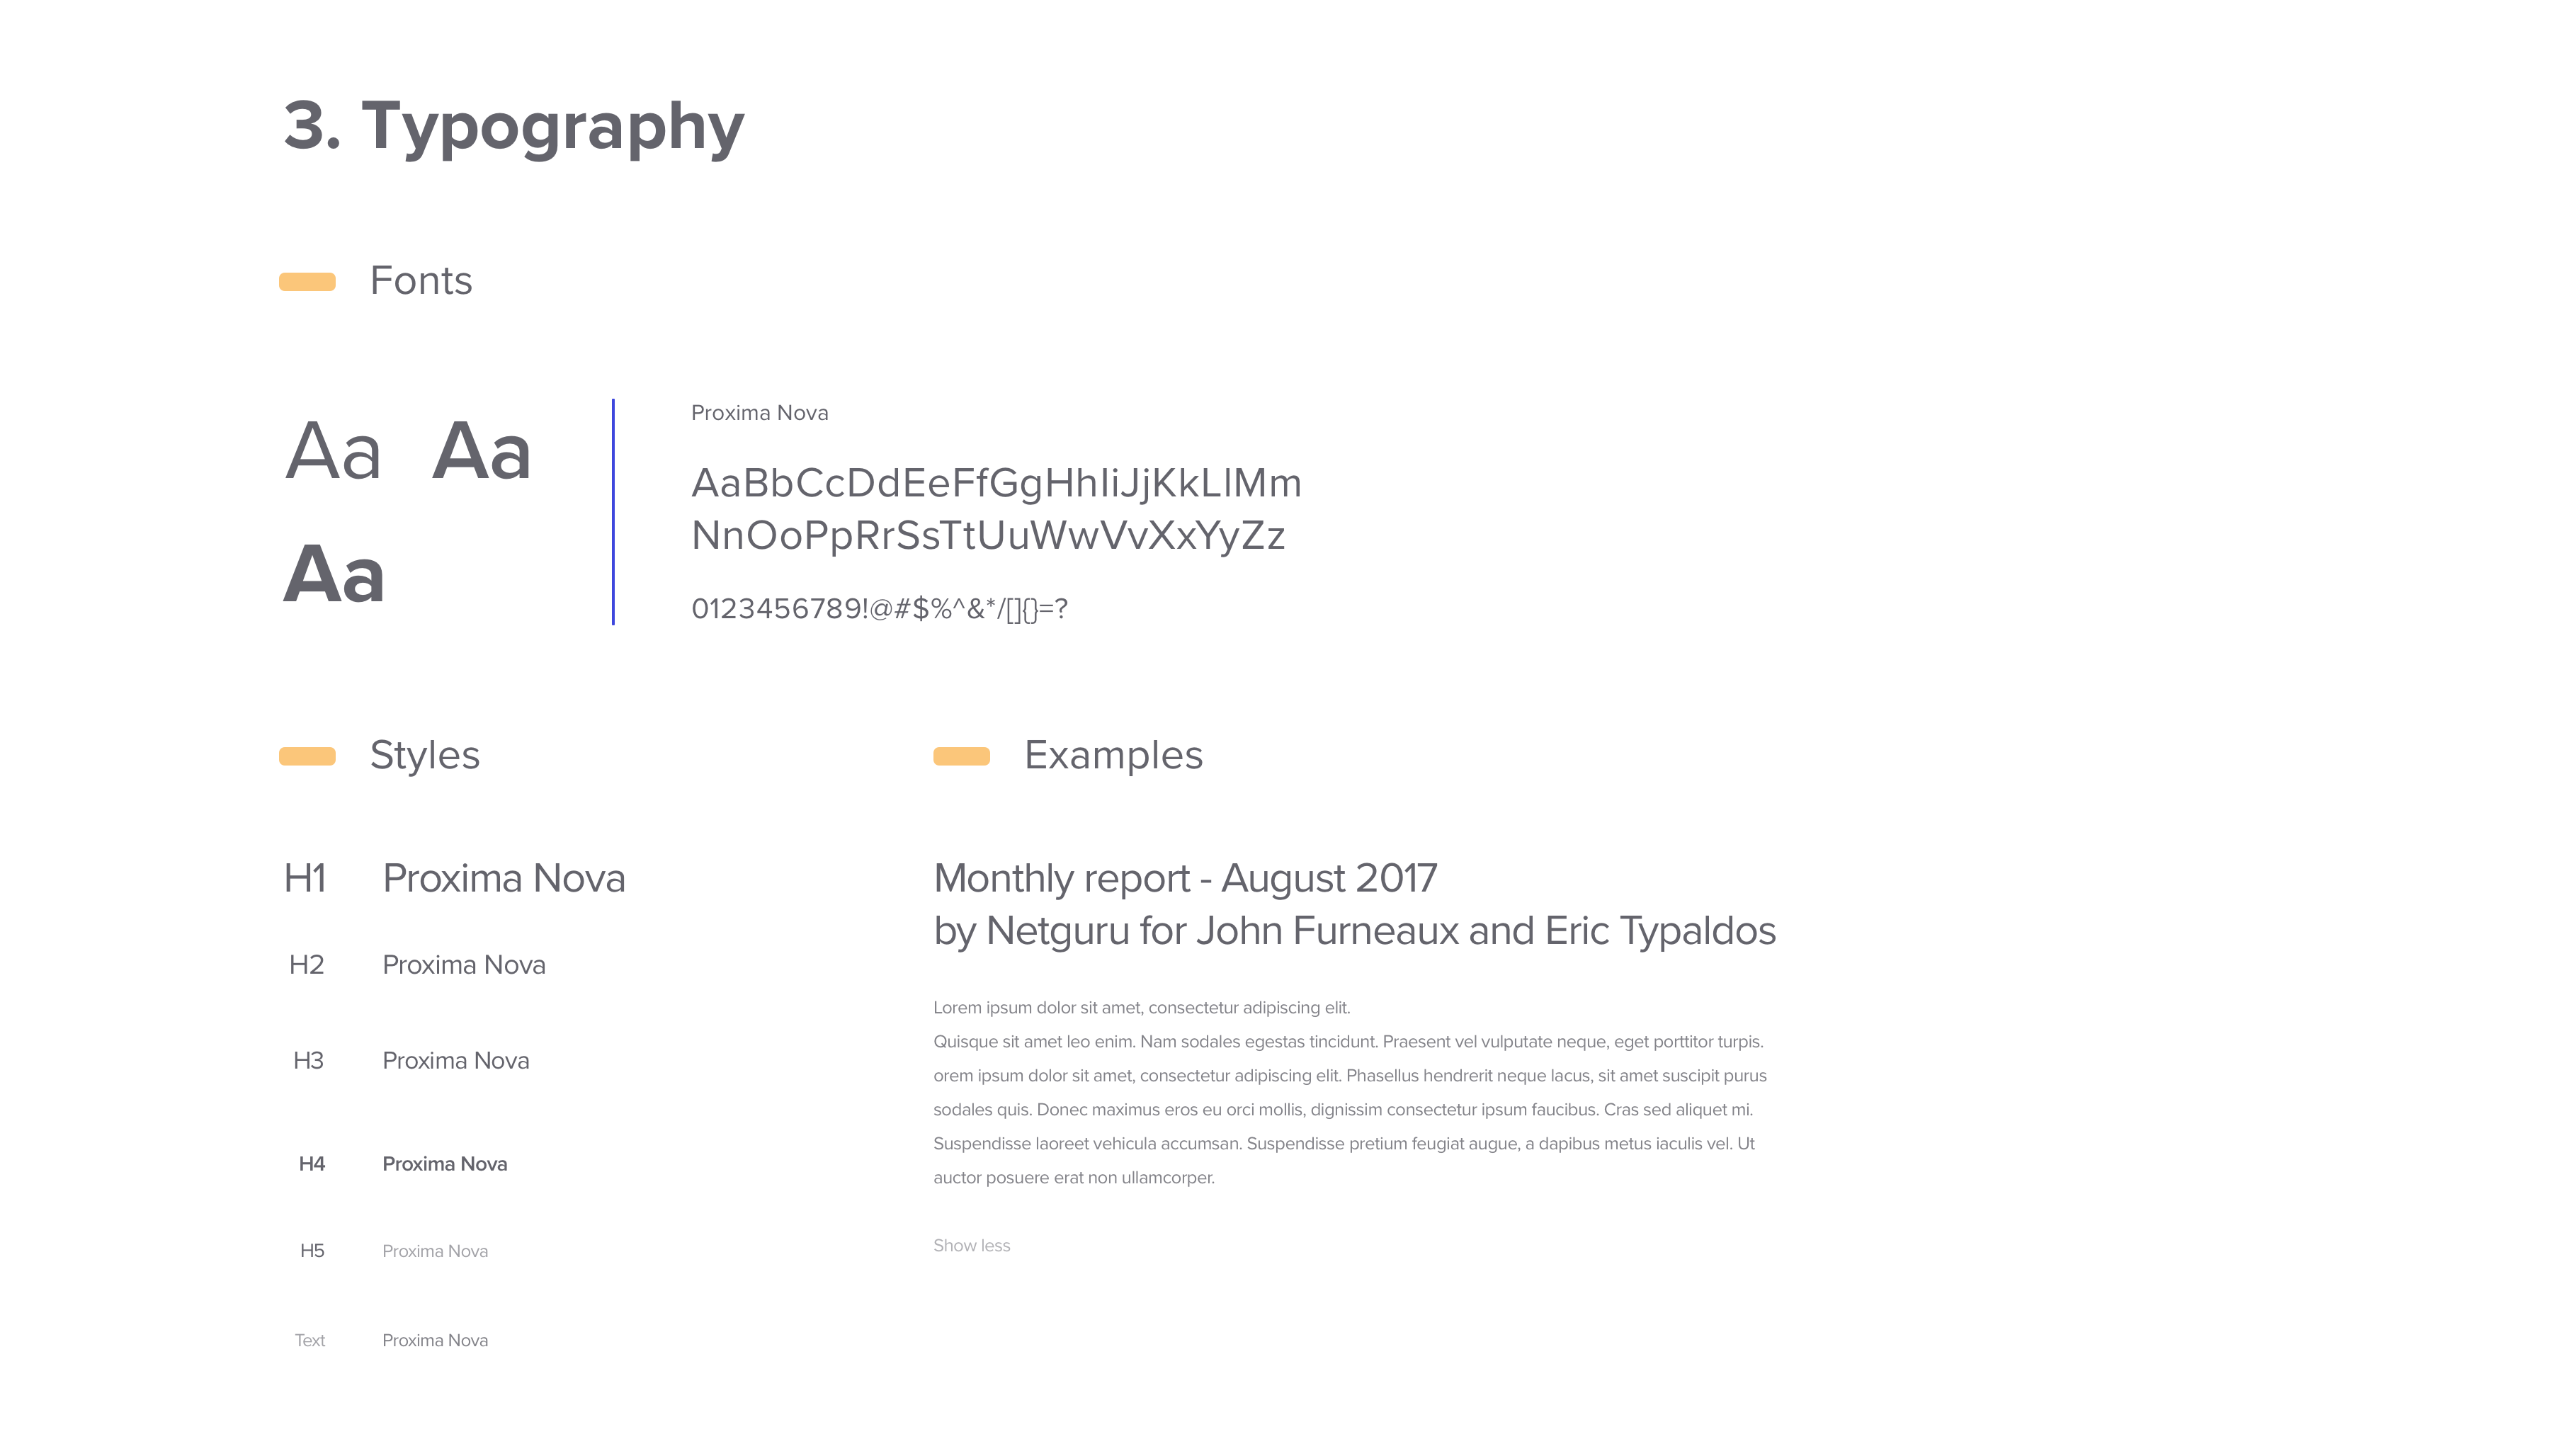 3. Typography
Fonts
Aa Aa
Aa
Proxima Nova
AaBbCcDdEeFfGgHhIiJjKkLlMm
NnOoPpRrSsTtUuWwVvXxYyZz
0123456789!@#$%^&*/[]{}=?
Styles
H1 Proxima Nova
H2 Proxima Nova
H3 Proxima Nova
H4 Proxima Nova
H5 Proxima Nova
Text Proxima Nova
Examples
Monthly report - August 2017
by Netguru for John Furneaux and Eric Typaldos
Lorem ipsum dolor sit amet, consectetur adipiscing elit.
Quisque sit amet leo enim. Nam sodales egestas tincidunt. Praesent vel vulputate neque, eget porttitor turpis.
orem ipsum dolor sit amet, consectetur adipiscing elit. Phasellus hendrerit neque lacus, sit amet suscipit purus
sodales quis. Donec maximus eros eu orci mollis, dignissim consectetur ipsum faucibus. Cras sed aliquet mi.
Suspendisse laoreet vehicula accumsan. Suspendisse pretium feugiat augue, a dapibus metus iaculis vel. Ut
auctor posuere erat non ullamcorper.
Show less